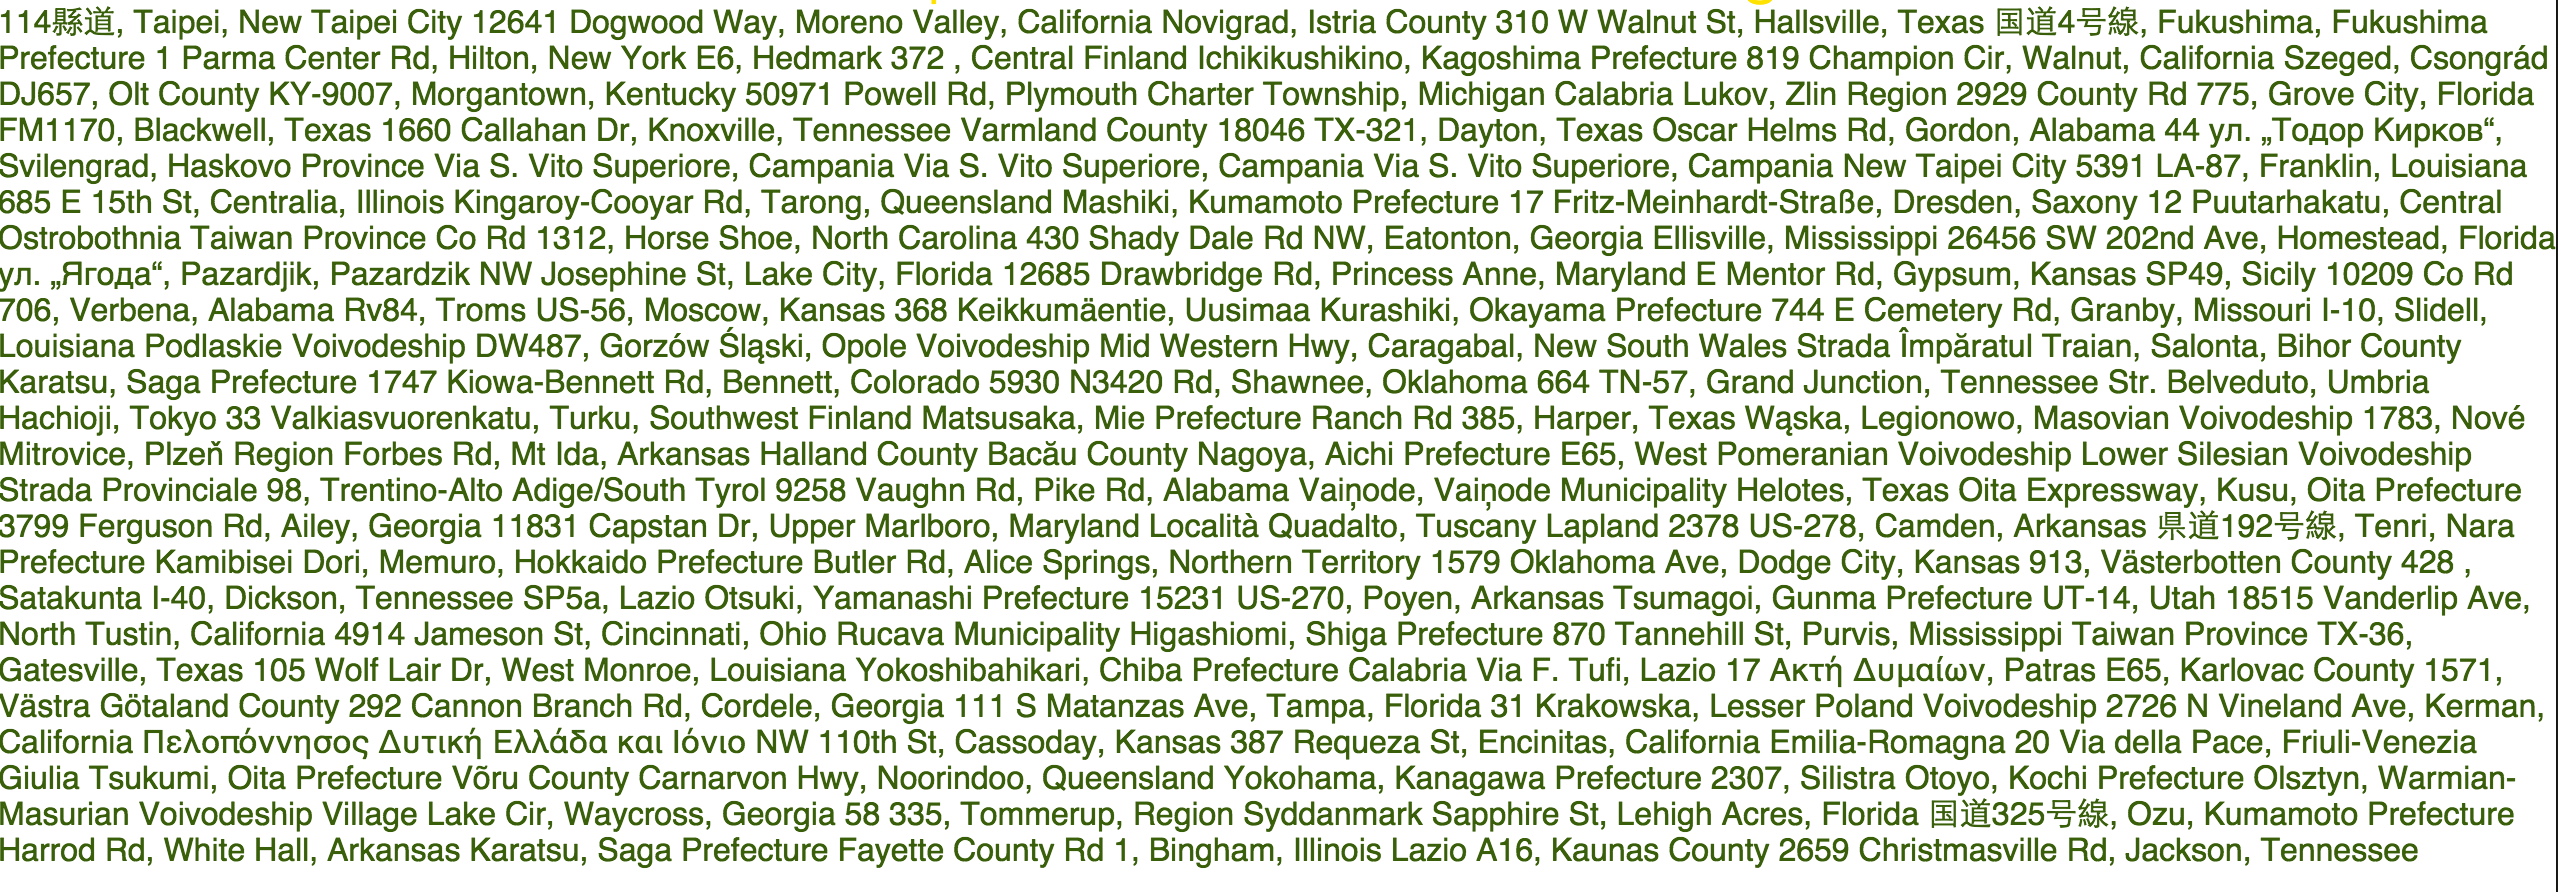 114縣道, Taipei, New Taipei City 12641 Dogwood Way, Moreno Valley, California Novigrad, Istria County 310 W Walnut St, Hallsville, Texas 国道4号線, Fukushima, Fukushima
Prefecture 1 Parma Center Rd, Hilton, New York E6, Hedmark 372 , Central Finland Ichikikushikino, Kagoshima Prefecture 819 Champion Cir, Walnut, California Szeged, Csongrád
DJ657, Olt County KY-9007, Morgantown, Kentucky 50971 Powell Rd, Plymouth Charter Township, Michigan Calabria Lukov, Zlin Region 2929 County Rd 775, Grove City, Florida
FM1170, Blackwell, Texas 1660 Callahan Dr, Knoxville, Tennessee Varmland County 18046 TX-321, Dayton, Texas Oscar Helms Rd, Gordon, Alabama 44 ул. „Тодор Кирков“,
Svilengrad, Haskovo Province Via S. Vito Superiore, Campania Via S. Vito Superiore, Campania Via S. Vito Superiore, Campania New Taipei City 5391 LA-87, Franklin, Louisiana
685 E 15th St, Centralia, Illinois Kingaroy-Cooyar Rd, Tarong, Queensland Mashiki, Kumamoto Prefecture 17 Fritz-Meinhardt-Straße, Dresden, Saxony 12 Puutarhakatu, Central
Ostrobothnia Taiwan Province Co Rd 1312, Horse Shoe, North Carolina 430 Shady Dale Rd NW, Eatonton, Georgia Ellisville, Mississippi 26456 SW 202nd Ave, Homestead, Florida
ул. „Ягода“, Pazardjik, Pazardzik NW Josephine St, Lake City, Florida 12685 Drawbridge Rd, Princess Anne, Maryland E Mentor Rd, Gypsum, Kansas SP49, Sicily 10209 Co Rd
706, Verbena, Alabama Rv84, Troms US-56, Moscow, Kansas 368 Keikkumäentie, Uusimaa Kurashiki, Okayama Prefecture 744 E Cemetery Rd, Granby, Missouri I-10, Slidell,
Louisiana Podlaskie Voivodeship DW487, Gorzów Śląski, Opole Voivodeship Mid Western Hwy, Caragabal, New South Wales Strada Împăratul Traian, Salonta, Bihor County
Karatsu, Saga Prefecture 1747 Kiowa-Bennett Rd, Bennett, Colorado 5930 N3420 Rd, Shawnee, Oklahoma 664 TN-57, Grand Junction, Tennessee Str. Belveduto, Umbria
Hachioji, Tokyo 33 Valkiasvuorenkatu, Turku, Southwest Finland Matsusaka, Mie Prefecture Ranch Rd 385, Harper, Texas Wąska, Legionowo, Masovian Voivodeship 1783, Nové
Mitrovice, Plzeň Region Forbes Rd, Mt Ida, Arkansas Halland County Bacău County Nagoya, Aichi Prefecture E65, West Pomeranian Voivodeship Lower Silesian Voivodeship
Strada Provinciale 98, Trentino-Alto Adige/South Tyrol 9258 Vaughn Rd, Pike Rd, Alabama Vaiņode, Vaiņode Municipality Helotes, Texas Oita Expressway, Kusu, Oita Prefecture
3799 Ferguson Rd, Ailey, Georgia 11831 Capstan Dr, Upper Marlboro, Maryland Località Quadalto, Tuscany Lapland 2378 US-278, Camden, Arkansas 県道192号線, Tenri, Nara
Prefecture Kamibisei Dori, Memuro, Hokkaido Prefecture Butler Rd, Alice Springs, Northern Territory 1579 Oklahoma Ave, Dodge City, Kansas 913, Västerbotten County 428 ,
Satakunta I-40, Dickson, Tennessee SP5a, Lazio Otsuki, Yamanashi Prefecture 15231 US-270, Poyen, Arkansas Tsumagoi, Gunma Prefecture UT-14, Utah 18515 Vanderlip Ave,
North Tustin, California 4914 Jameson St, Cincinnati, Ohio Rucava Municipality Higashiomi, Shiga Prefecture 870 Tannehill St, Purvis, Mississippi Taiwan Province TX-36,
Gatesville, Texas 105 Wolf Lair Dr, West Monroe, Louisiana Yokoshibahikari, Chiba Prefecture Calabria Via F. Tufi, Lazio 17 Ακτή Δυμαίων, Patras E65, Karlovac County 1571,
Västra Götaland County 292 Cannon Branch Rd, Cordele, Georgia 111 S Matanzas Ave, Tampa, Florida 31 Krakowska, Lesser Poland Voivodeship 2726 N Vineland Ave, Kerman,
California Πελοπόννησος Δυτική Ελλάδα και Ιόνιο NW 110th St, Cassoday, Kansas 387 Requeza St, Encinitas, California Emilia-Romagna 20 Via della Pace, Friuli-Venezia
Giulia Tsukumi, Oita Prefecture Võru County Carnarvon Hwy, Noorindoo, Queensland Yokohama, Kanagawa Prefecture 2307, Silistra Otoyo, Kochi Prefecture Olsztyn, Warmian-
Masurian Voivodeship Village Lake Cir, Waycross, Georgia 58 335, Tommerup, Region Syddanmark Sapphire St, Lehigh Acres, Florida 国道325号線, Ozu, Kumamoto Prefecture
Harrod Rd, White Hall, Arkansas Karatsu, Saga Prefecture Fayette County Rd 1, Bingham, Illinois Lazio A16, Kaunas County 2659 Christmasville Rd, Jackson, Tennessee